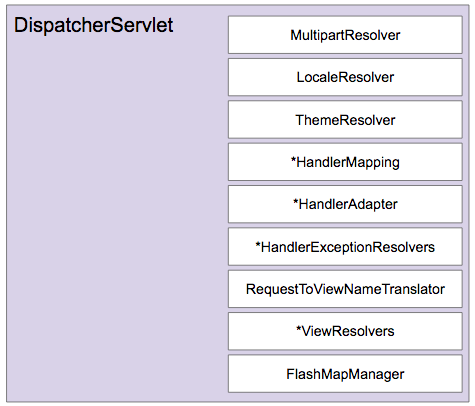 DispatcherServlet
MultipartResolver
LocaleResolver
ThemeResolver
*HandlerMapping
*HandlerAdapter
*HandlerExceptionResolvers
RequestToViewNameTranslator
*ViewResolvers
FlashMapManager